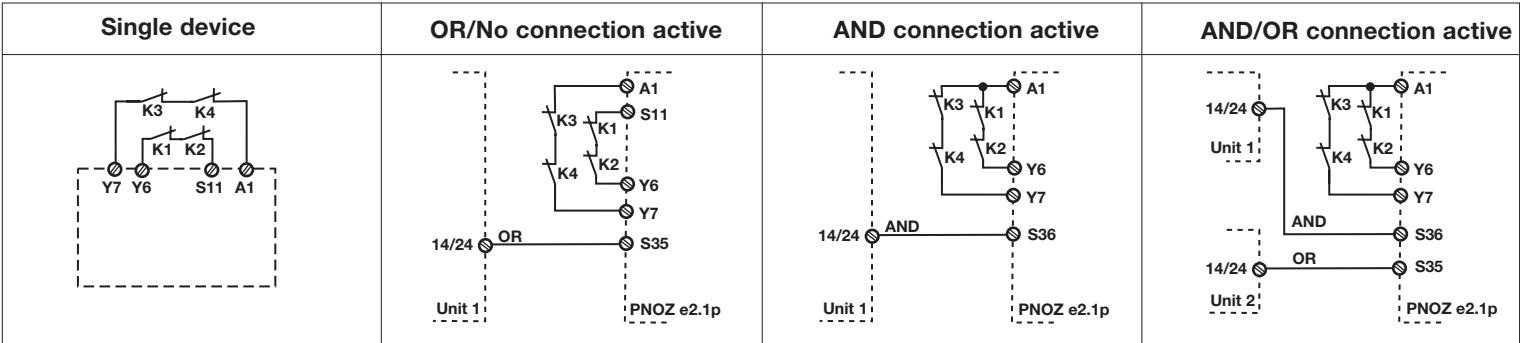 Single device
OR/No connection active
AND connection active
AND/OR connection active
K3
K4
K1
K2
Y7
Y6
S11
A1
A1
K3
S11
K1
K4
K2
Y6
Y7
14/24
OR
S35
Unit 1
PNOZ e2.1p
A1
K3
K1
K4
K2
Y6
Y7
14/24
AND
S36
Unit 1
PNOZ e2.1p
A1
14/24
K3
K1
Unit 1
K4
K2
Y6
Y7
AND
S36
14/24
OR
S35
Unit 2
PNOZ e2.1p